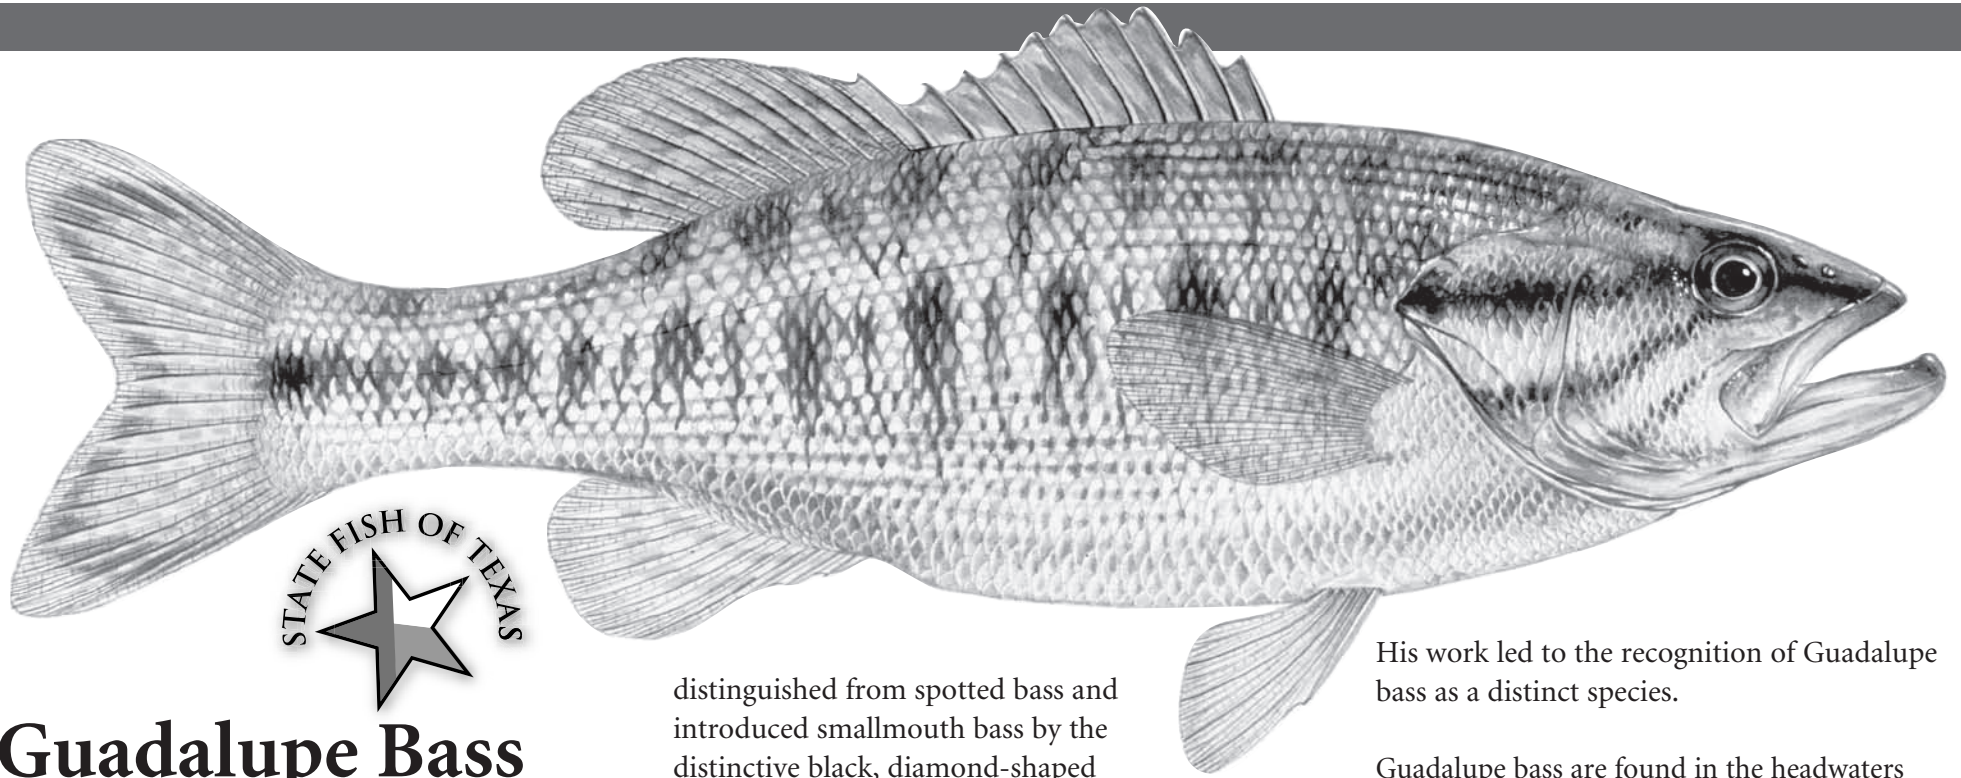 STATE FISH OF TEXAS
Guadalupe Bass
distinguished from spotted bass and
introduced smallmouth bass by the
distinctive black, diamond-shaped
His work led to the recognition of Guadalupe
bass as a distinct species.
Guadalupe bass are found in the headwaters